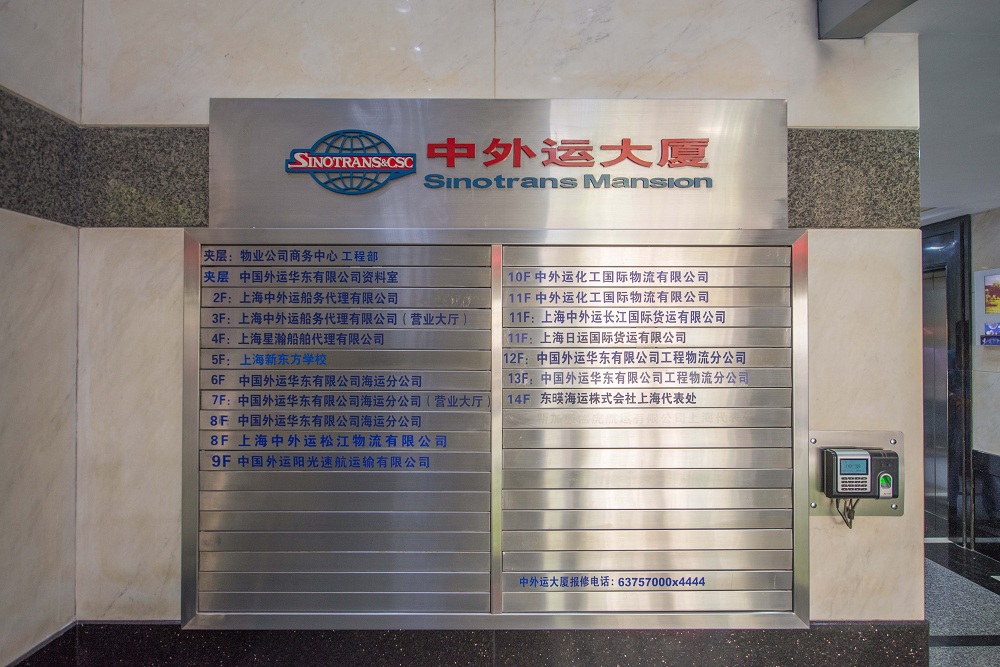 SINOTRANS&CSC
中外运大厦
Sinotrans Mansion
夹层：物业公司商务中心 工程部
夹层 中国外运华东有限公司资料室
2F：上海中外运船务代理有限公司
3F：上海中外运船务代理有限公司（营业大厅）
4F：上海星瀚船舶代理有限公司
5F：上海新东方学校
6F 中国外运华东有限公司海运分公司
7F：中国外运华东有限公司海运分公司（营业大厅）
8F 中国外运华东有限公司海运分公司
8F 上海中外运松江物流有限公司
9F 中国外运阳光速航运输有限公司
10F 中外运化工国际物流有限公司
11F 中外运化工国际物流有限公司
11F：上海中外运长江国际货运有限公司
11F：上海日运国际货运有限公司
12F：中国外运华东有限公司工程物流分公司
13F：中国外运华东有限公司工程物流分公司
14F 东暎海运株式会社上海代表处
中外运大厦报修电话：63757000x4444